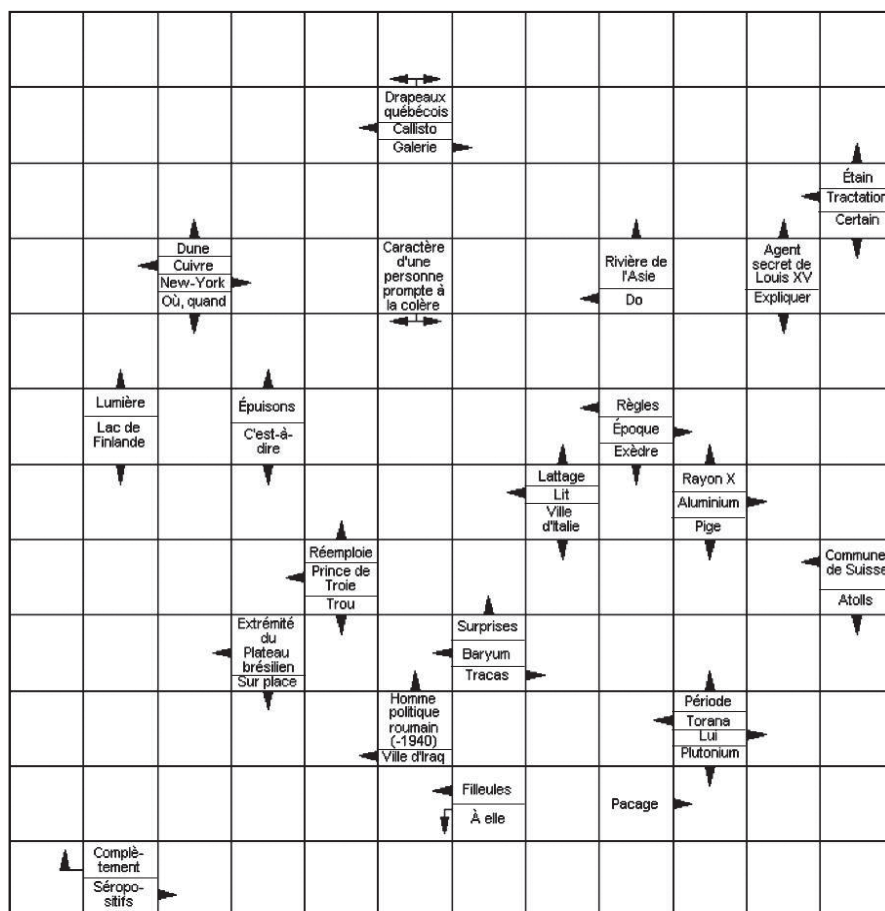 Drapeaux
québécois
Callisto
Galerie
Étain
Tractation
Certain
Dune
Cuivre
New-York
Où, quand
Caractère
d'une
personne
prompte à
la colère
Rivière de
l'Asie
Do
Agent
secret de
Louis XV
Expliquer
Lumière
Lac de
Finlande
Épuisons
C'est-à-
dire
Règles
Époque
Exèdre
Lattage
Lit
Ville
d'Italie
Rayon X
Aluminium
Pige
Réemploie
Prince de
Troie
Trou
Commune
de Suisse
Atolls
Extrémité
du
Plateau
brésilien
Sur place
Surprises
Baryum
Tracas
Homme
politique
roumain
(-1940)
Ville d'Iraq
Période
Torana
Lui
Plutonium
Filleules
À elle
Pacage
Complè-
tement
Séropo-
sitifs